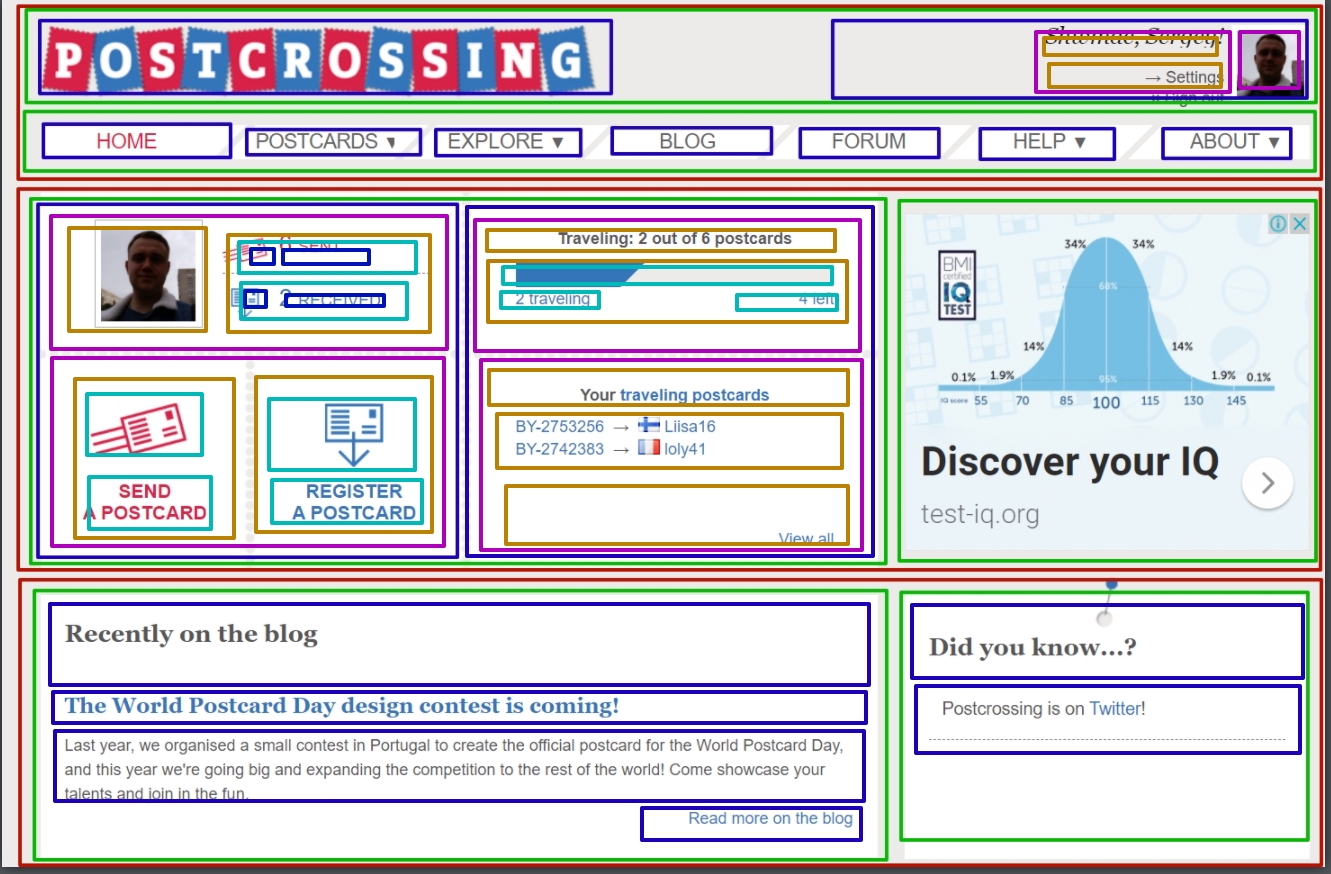 POSTCROSSING
Shlomae, Sergey!
→ Settings
HOME
POSTCARDS ▼
EXPLORE ▼
BLOG
FORUM
HELP ▼
ABOUT ▼
6 SENT
2 RECEIVED
SEND
A POSTCARD
REGISTER
A POSTCARD
Traveling: 2 out of 6 postcards
2 traveling
4 left
Your traveling postcards
BY-2753256 → Liisa16
BY-2742383 → loly41
View all
BMI
certified
IQ
TEST
34% 34%
68%
14% 14%
0.1% 1.9% 95% 1.9% 0.1%
IQ score 55 70 85 100 115 130 145
Discover your IQ
test-iq.org
Recently on the blog
The World Postcard Day design contest is coming!
Last year, we organised a small contest in Portugal to create the official postcard for the World Postcard Day,
and this year we're going big and expanding the competition to the rest of the world! Come showcase your
talents and join in the fun.
Read more on the blog
Did you know...?
Postcrossing is on Twitter!